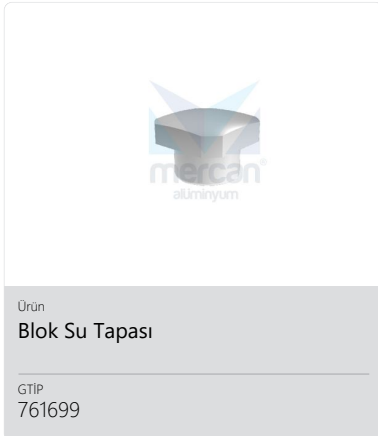 mercan®
alüminyum
Ürün
Blok Su Tapası
GTİP
761699